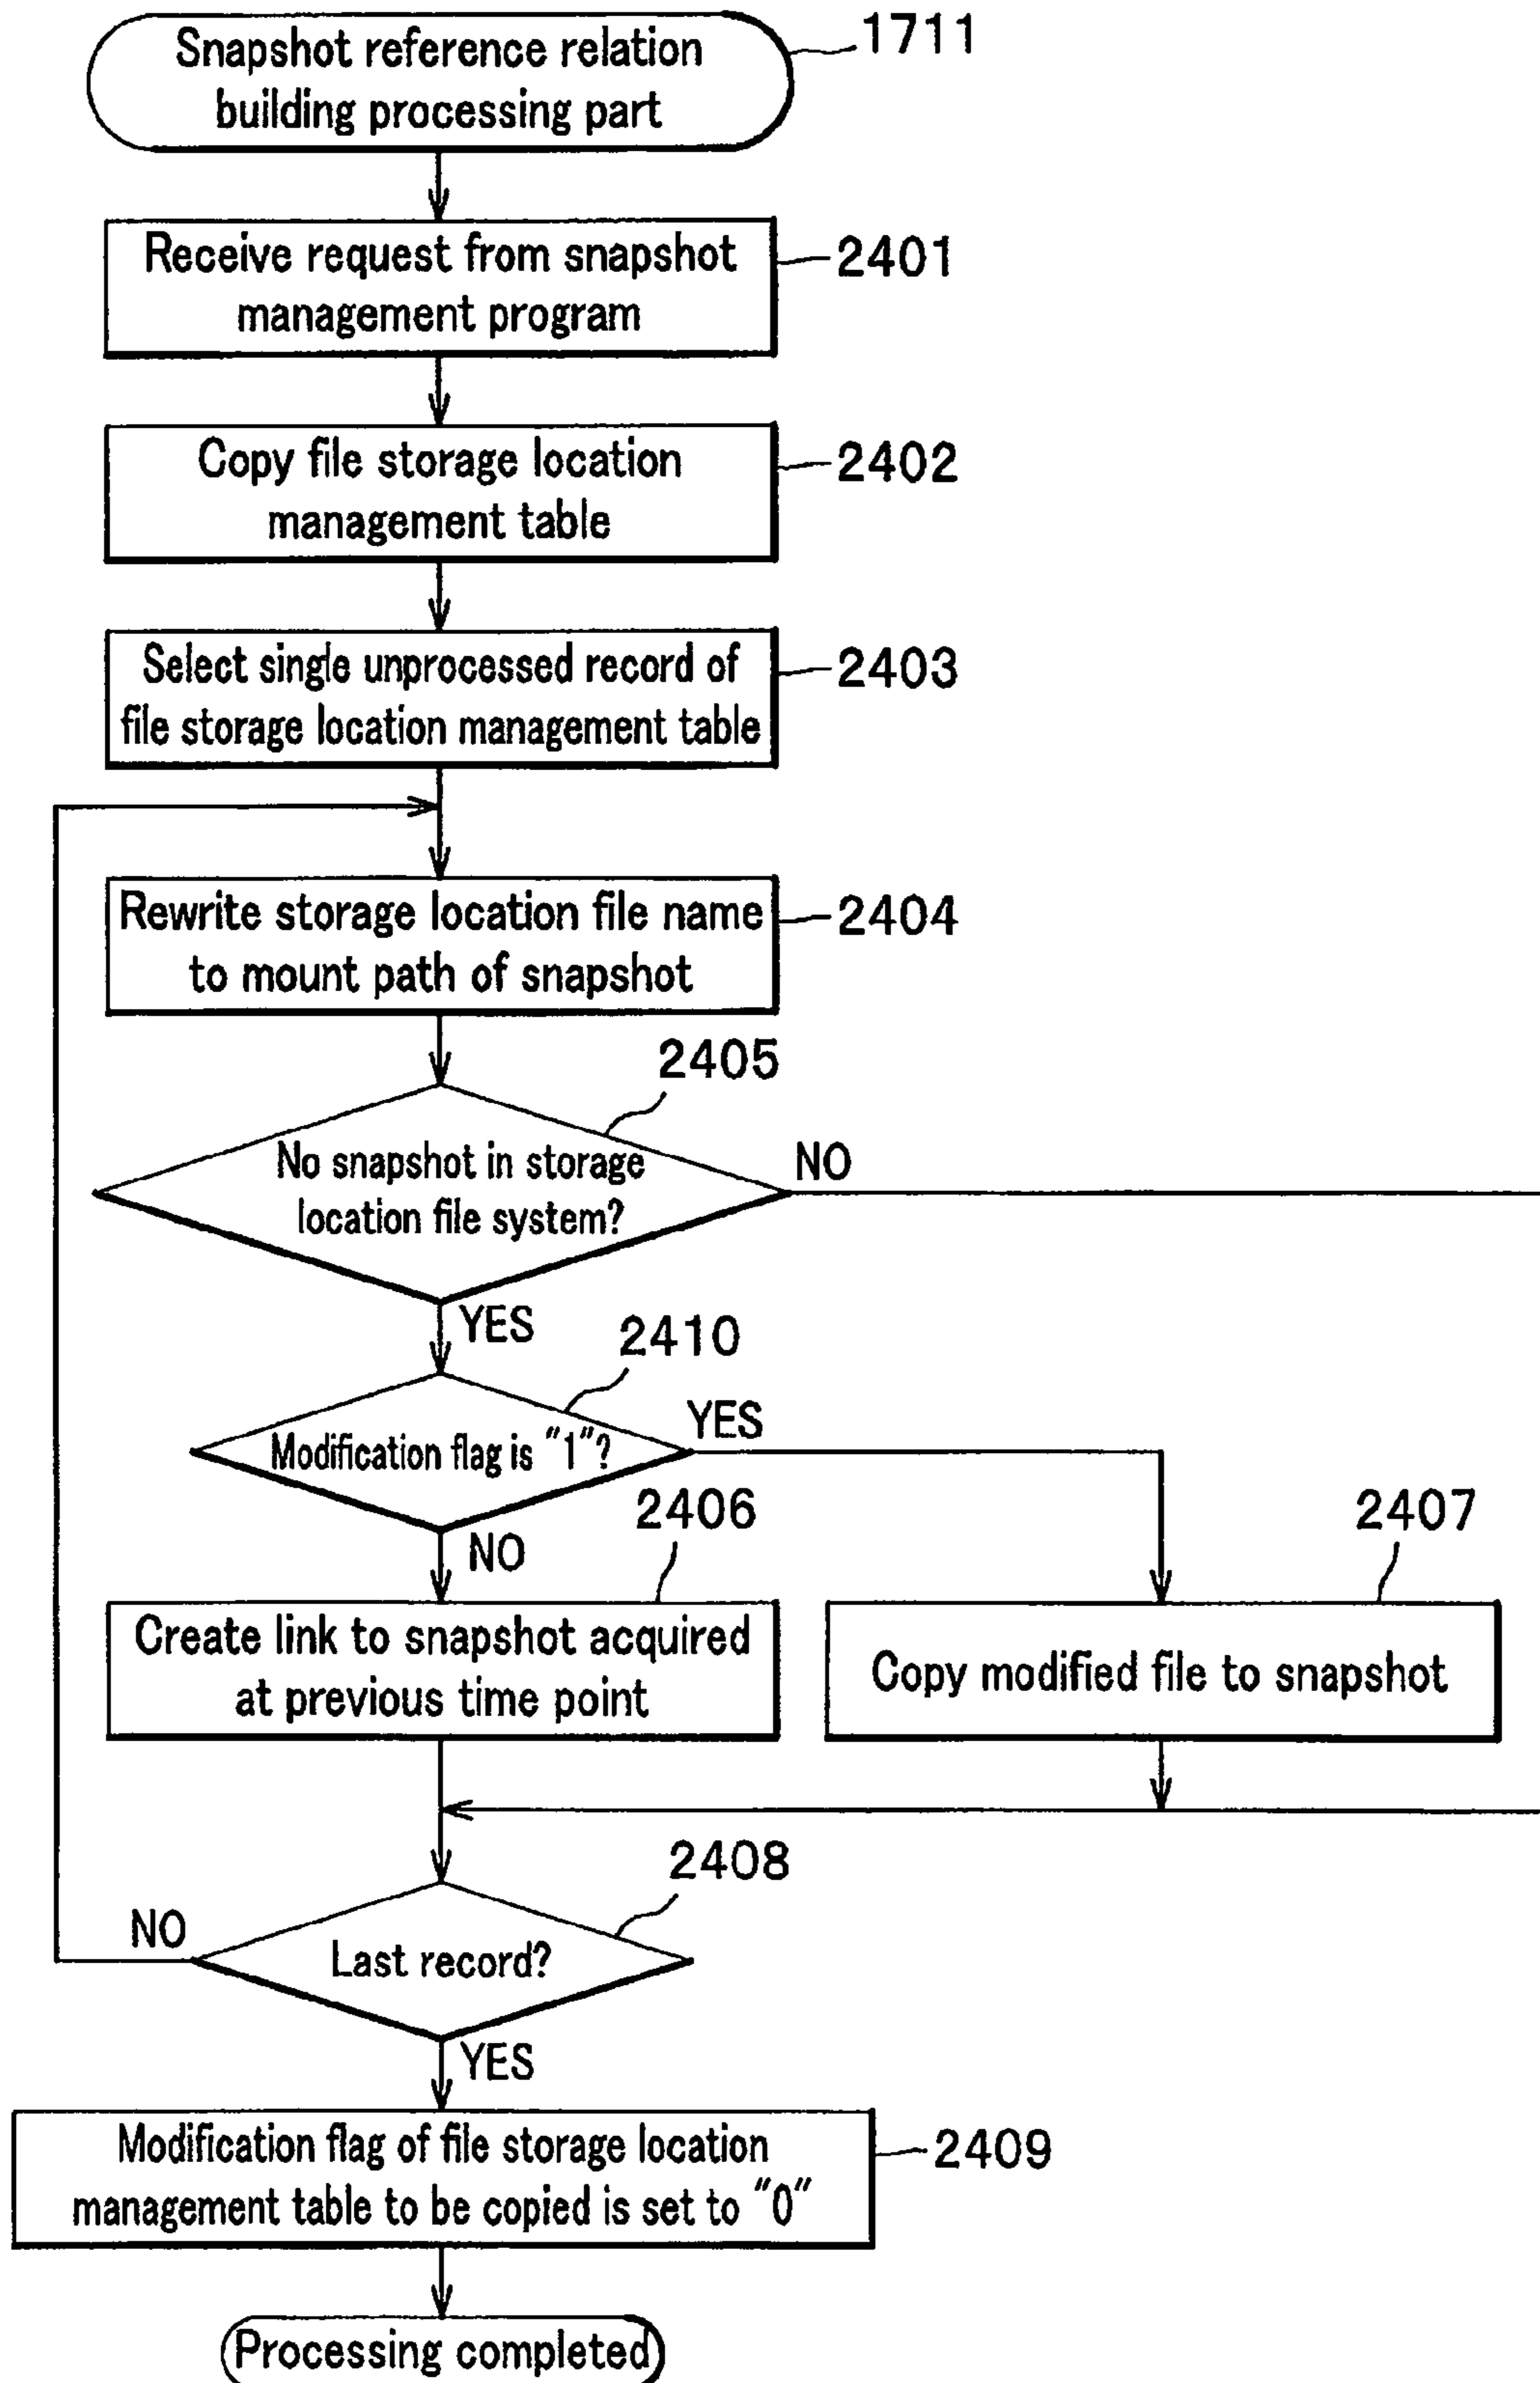 Snapshot reference relation
building processing part
1711
Receive request from snapshot
management program
2401
Copy file storage location
management table
2402
Select single unprocessed record of
file storage location management table
2403
Rewrite storage location file name
to mount path of snapshot
2404
2405
No snapshot in storage
location file system?
NO
YES
2410
Modification flag is "1"?
YES
NO
2406
2407
Create link to snapshot acquired
at previous time point
Copy modified file to snapshot
2408
NO
Last record?
YES
Modification flag of file storage location
management table to be copied is set to "0"
2409
Processing completed